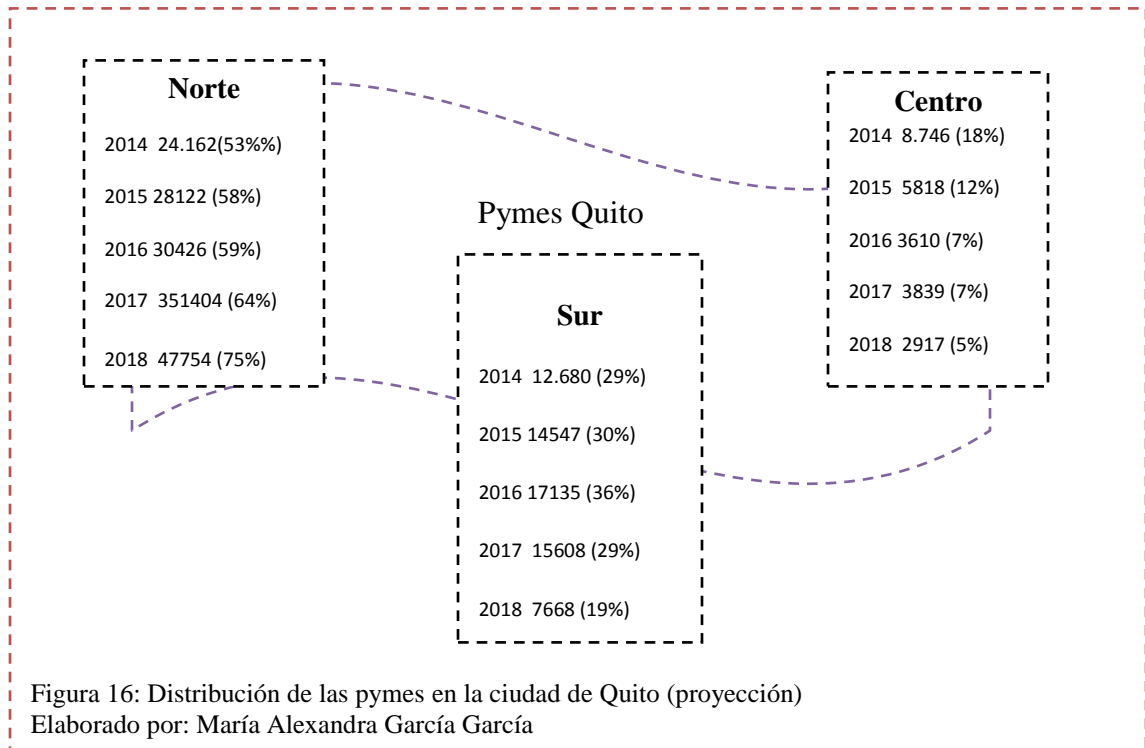 Norte
2014 24.162(53%%)
2015 28122 (58%)
2016 30426 (59%)
2017 351404 (64%)
2018 47754 (75%)
Pymes Quito
Sur
2014 12.680 (29%)
2015 14547 (30%)
2016 17135 (36%)
2017 15608 (29%)
2018 7668 (19%)
Centro
2014 8.746 (18%)
2015 5818 (12%)
2016 3610 (7%)
2017 3839 (7%)
2018 2917 (5%)
Figura 16: Distribución de las pymes en la ciudad de Quito (proyección)
Elaborado por: María Alexandra García García